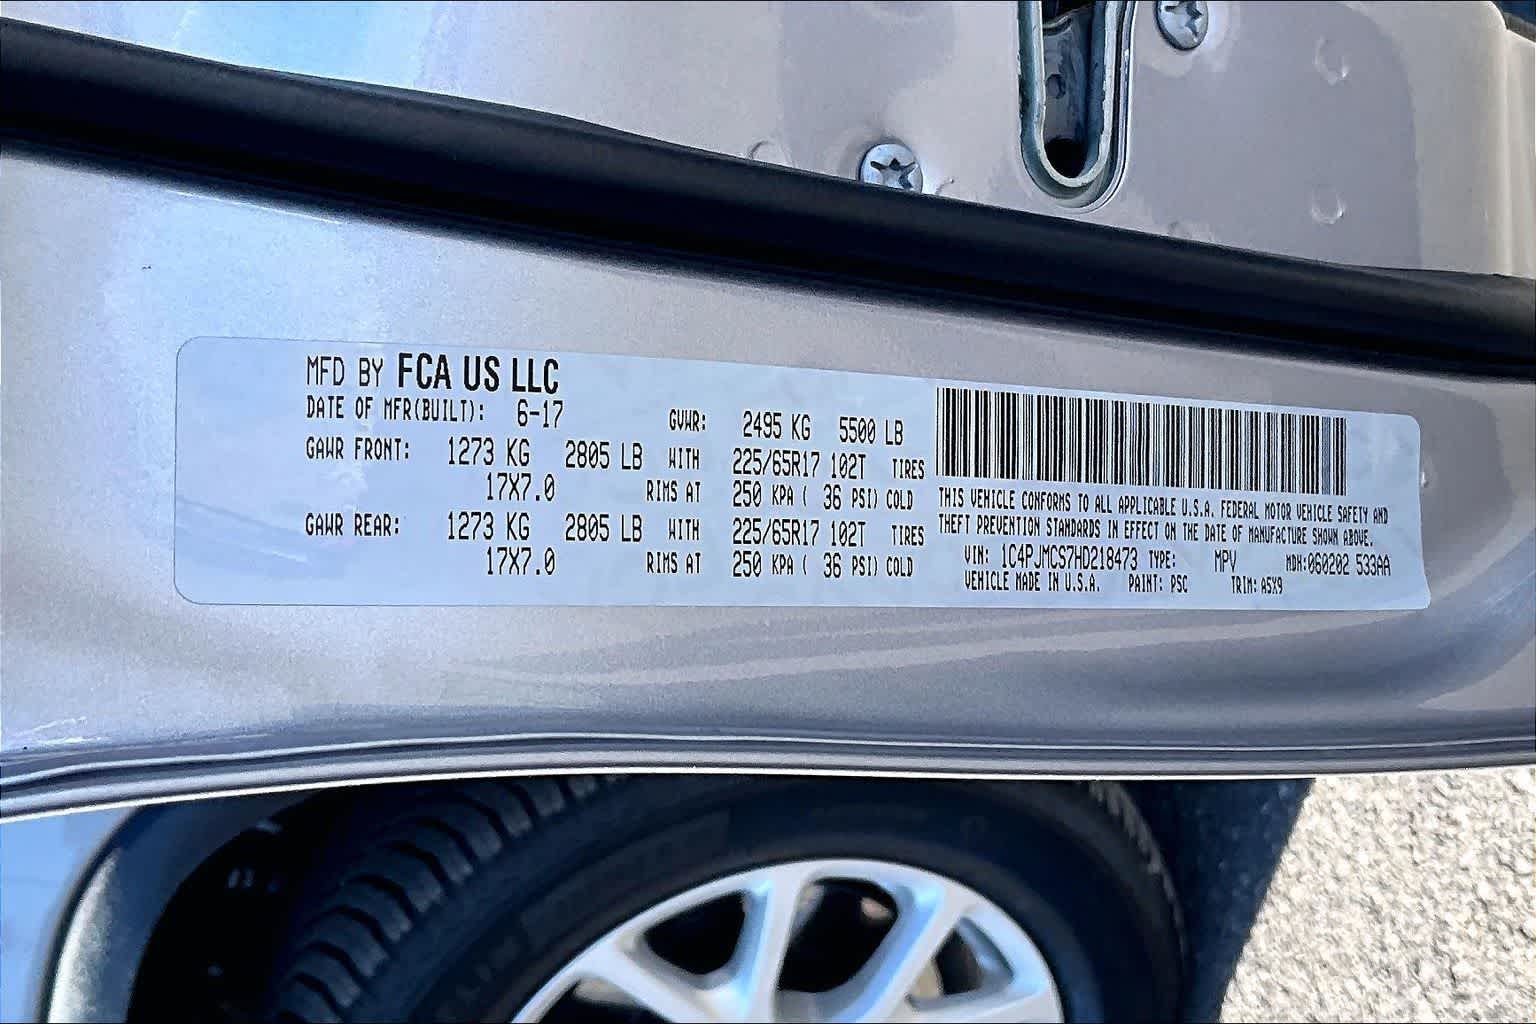 MFD BY FCA US LLC
DATE OF MFR(BUILT): 6-17 GVWR: 2495 KG 5500 LB
GAWR FRONT: 1273 KG 2805 LB WITH 225/65R17 102T TIRES
17X7.0 RIMS AT 250 KPA ( 36 PSI) COLD
GAWR REAR: 1273 KG 2805 LB WITH 225/65R17 102T TIRES
17X7.0 RIMS AT 250 KPA ( 36 PSI) COLD
THIS VEHICLE CONFORMS TO ALL APPLICABLE U.S.A. FEDERAL MOTOR VEHICLE SAFETY AND
THEFT PREVENTION STANDARDS IN EFFECT ON THE DATE OF MANUFACTURE SHOWN ABOVE.
VIN: 1C4PJMCS7HD218473 TYPE: MPV MDH:060202 533AA
VEHICLE MADE IN U.S.A. PAINT: PSC TRIM: A5X9